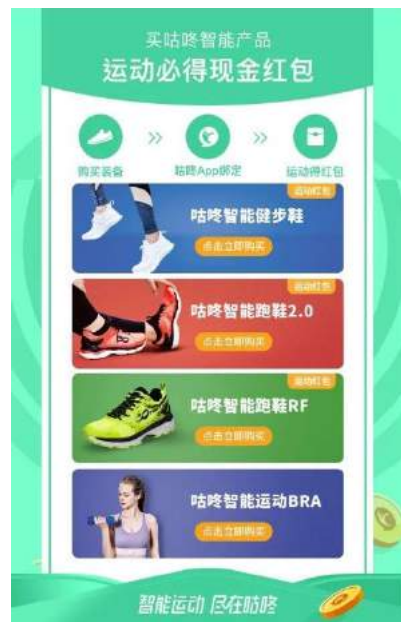 买咕咚智能产品
运动必得现金红包
购买装备
咕咚App绑定
运动得红包
运动红包
咕咚智能健步鞋
点击立即购买
运动红包
咕咚智能跑鞋2.0
点击立即购买
运动红包
咕咚智能跑鞋RF
点击立即购买
咕咚智能运动BRA
点击立即购买
智能运动 尽在咕咚